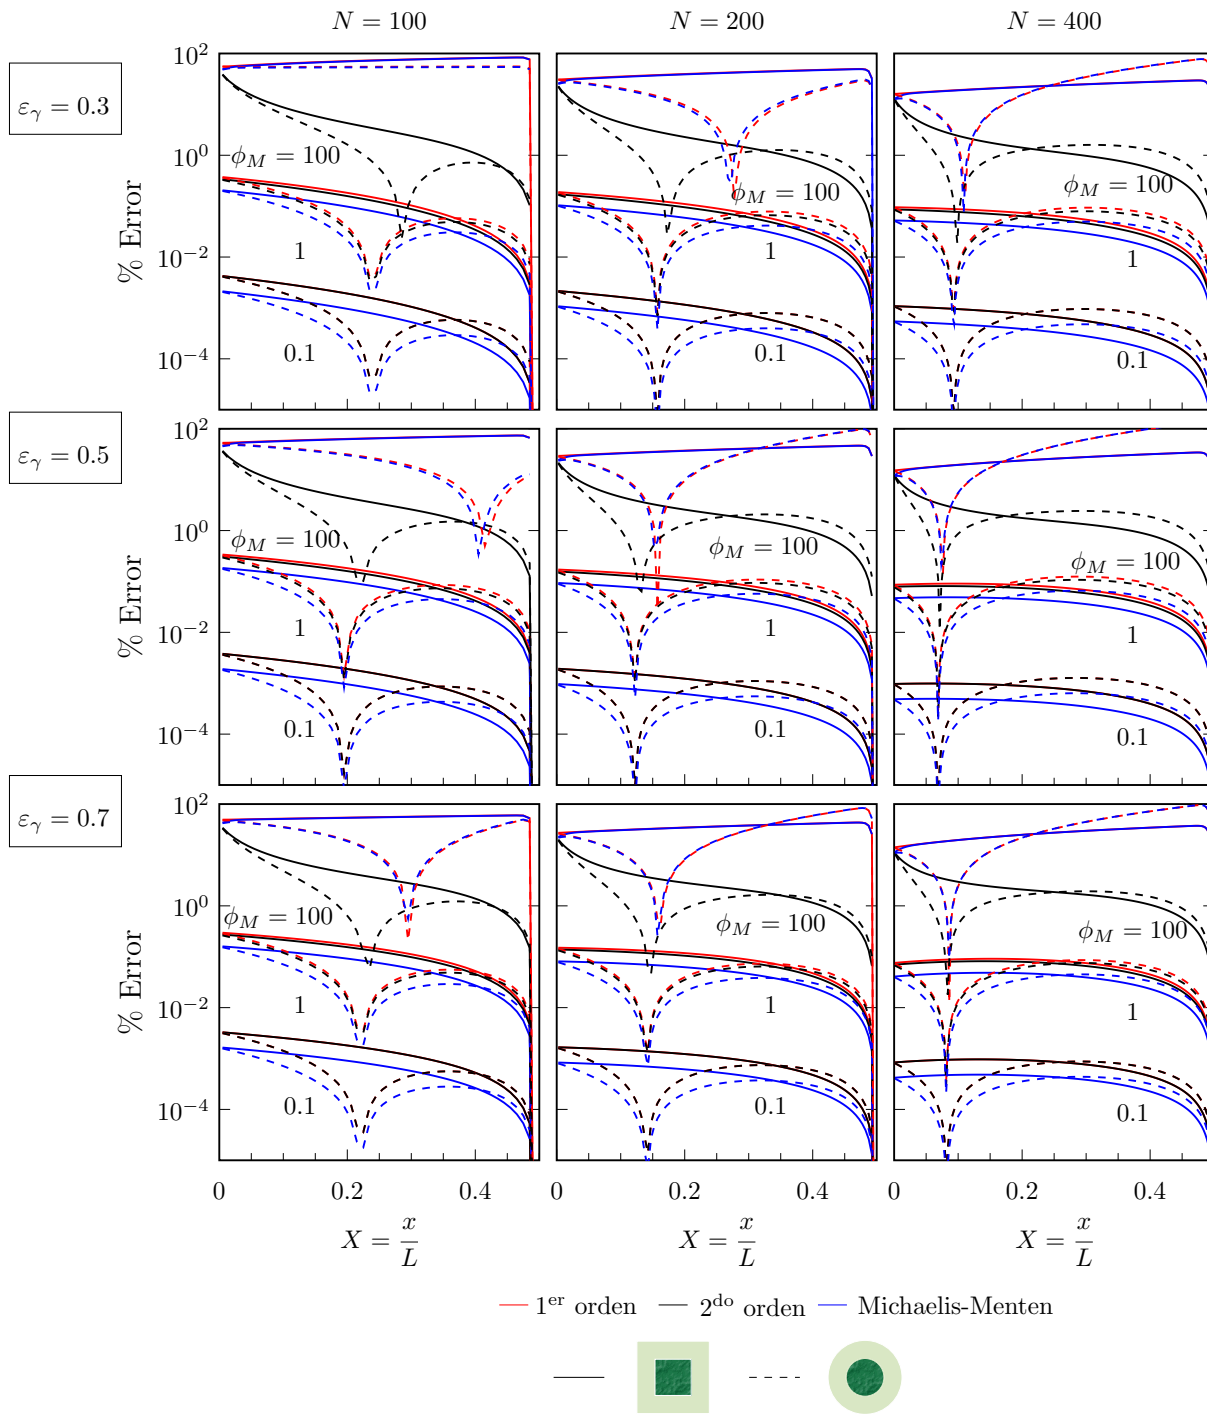 N = 100 N = 200 N = 400
ε_γ = 0.3
% Error
10^2
10^0
10^−2
10^−4
ϕ_M = 100
1
0.1
ϕ_M = 100
1
0.1
ϕ_M = 100
1
0.1
ε_γ = 0.5
% Error
10^2
10^0
10^−2
10^−4
ϕ_M = 100
1
0.1
ϕ_M = 100
1
0.1
ϕ_M = 100
1
0.1
ε_γ = 0.7
% Error
10^2
10^0
10^−2
10^−4
ϕ_M = 100
1
0.1
ϕ_M = 100
1
0.1
ϕ_M = 100
1
0.1
0 0.2 0.4 0 0.2 0.4 0 0.2 0.4
X = x/L X = x/L X = x/L
1^er orden 2^do orden Michaelis-Menten